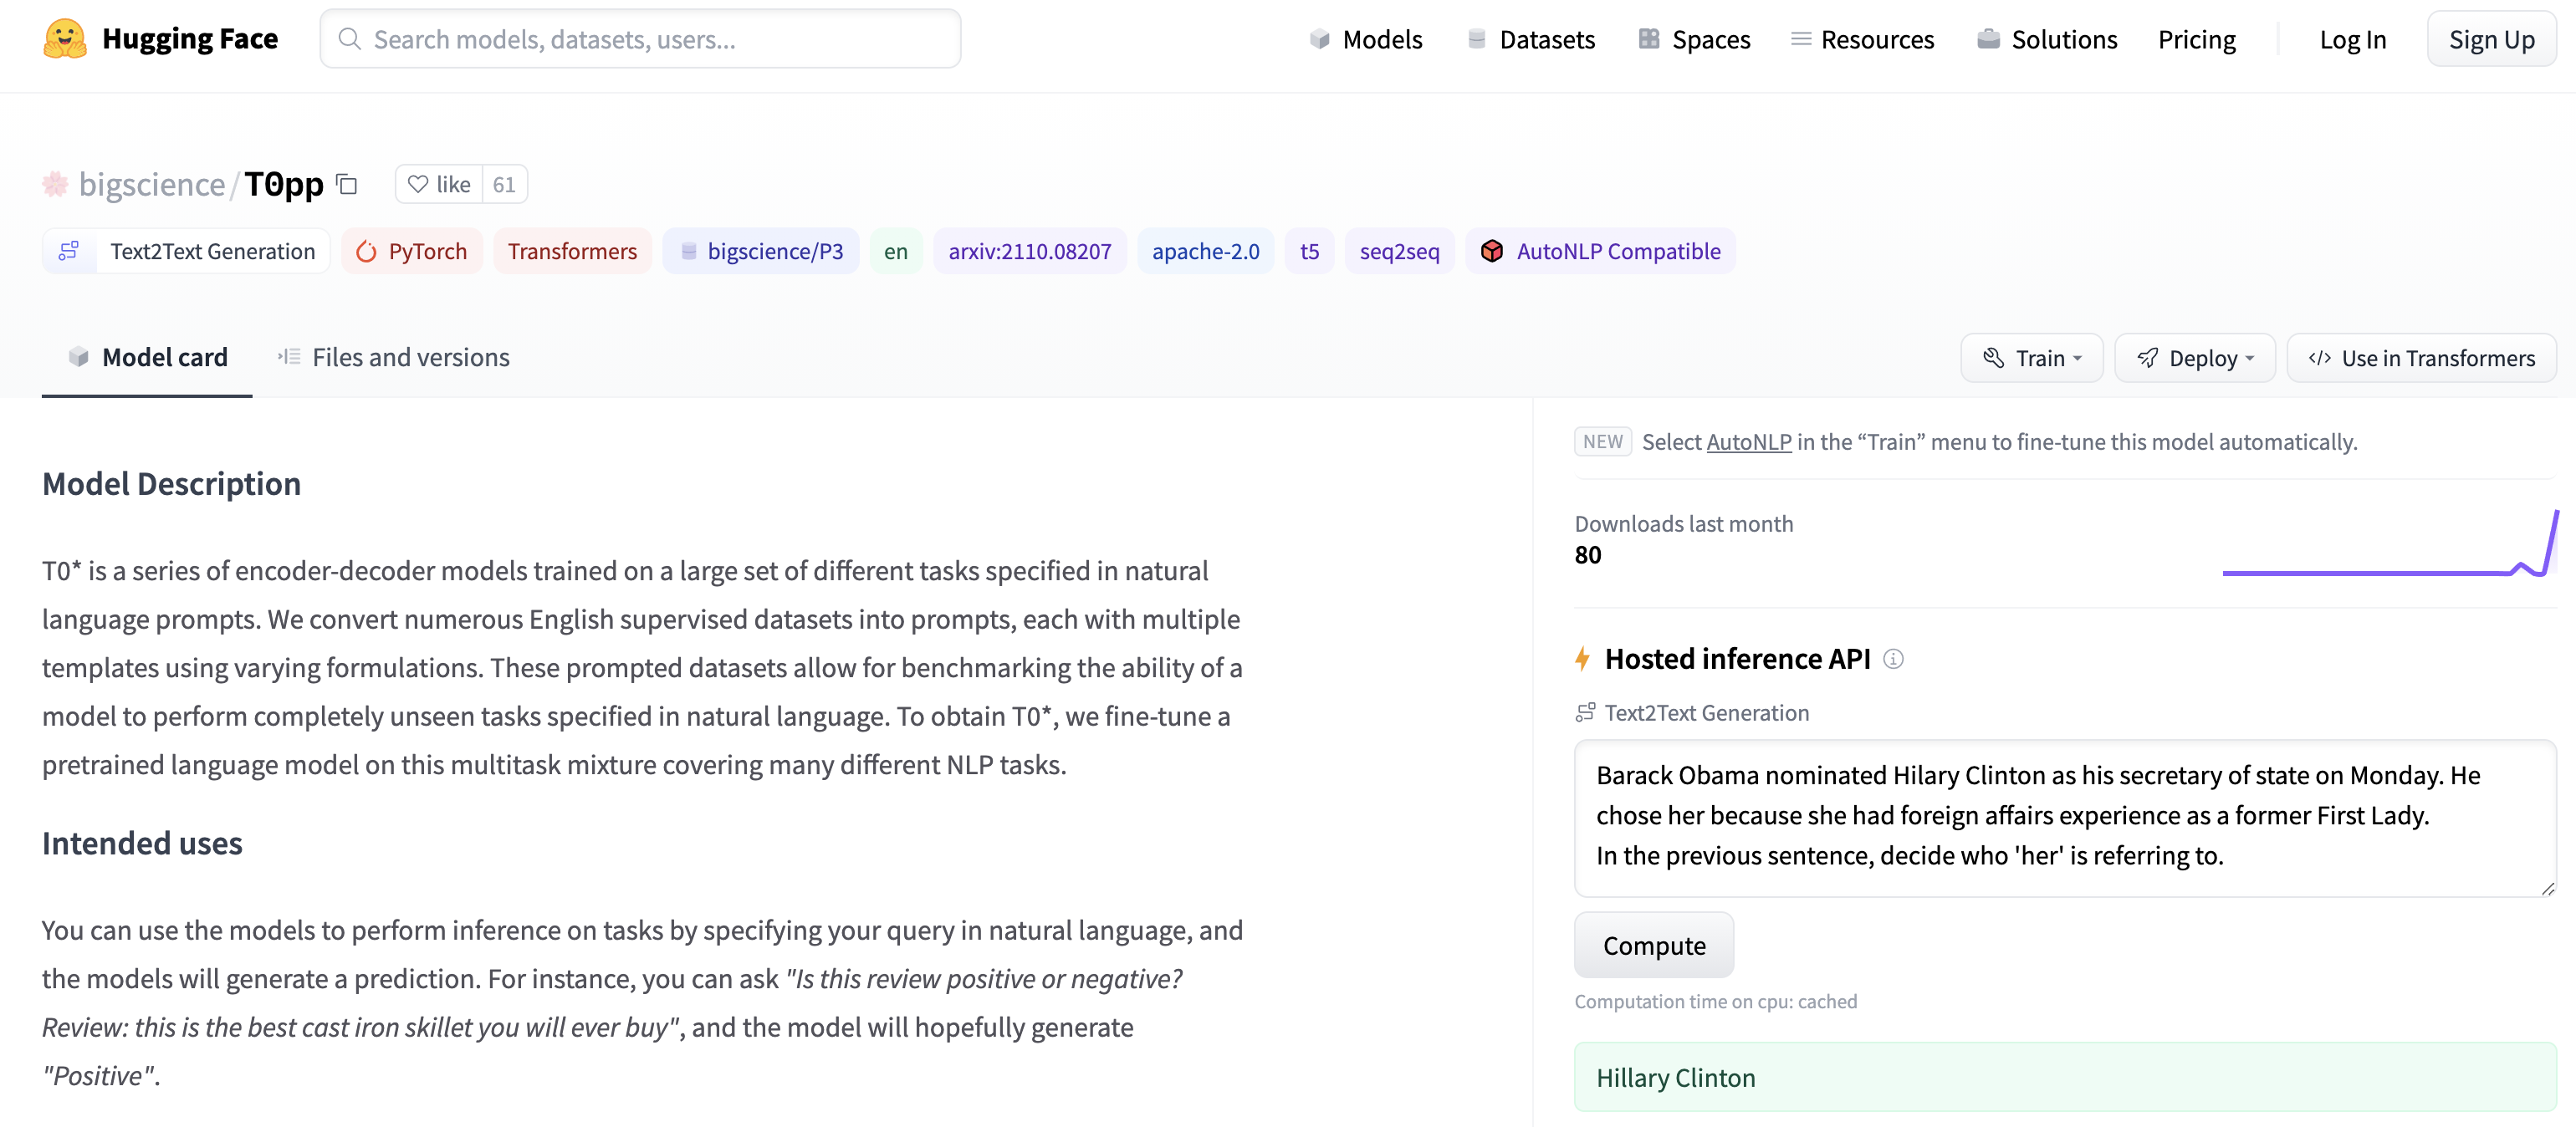 Hugging Face
Search models, datasets, users...
Models
Datasets
Spaces
Resources
Solutions
Pricing
Log In
Sign Up
bigscience/T0pp
like 61
Text2Text Generation
PyTorch
Transformers
bigscience/P3
en
arxiv:2110.08207
apache-2.0
t5
seq2seq
AutoNLP Compatible
Model card
Files and versions
Train
Deploy
</> Use in Transformers
Model Description
T0* is a series of encoder-decoder models trained on a large set of different tasks specified in natural
language prompts. We convert numerous English supervised datasets into prompts, each with multiple
templates using varying formulations. These prompted datasets allow for benchmarking the ability of a
model to perform completely unseen tasks specified in natural language. To obtain T0*, we fine-tune a
pretrained language model on this multitask mixture covering many different NLP tasks.
Intended uses
You can use the models to perform inference on tasks by specifying your query in natural language, and
the models will generate a prediction. For instance, you can ask "Is this review positive or negative?
Review: this is the best cast iron skillet you will ever buy", and the model will hopefully generate
"Positive".
NEW Select AutoNLP in the “Train” menu to fine-tune this model automatically.
Downloads last month
80
Hosted inference API
Text2Text Generation
Barack Obama nominated Hilary Clinton as his secretary of state on Monday. He
chose her because she had foreign affairs experience as a former First Lady.
In the previous sentence, decide who 'her' is referring to.
Compute
Computation time on cpu: cached
Hillary Clinton